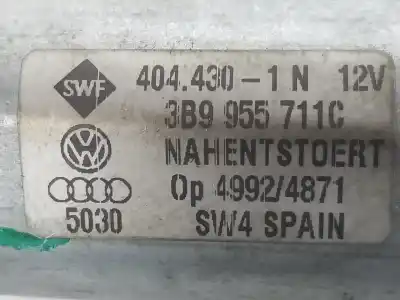 SWF 404.430-1 N 12V
3B9 955 711C
NAHENTSTOERT
Op 4992/4871
5030 SW4 SPAIN